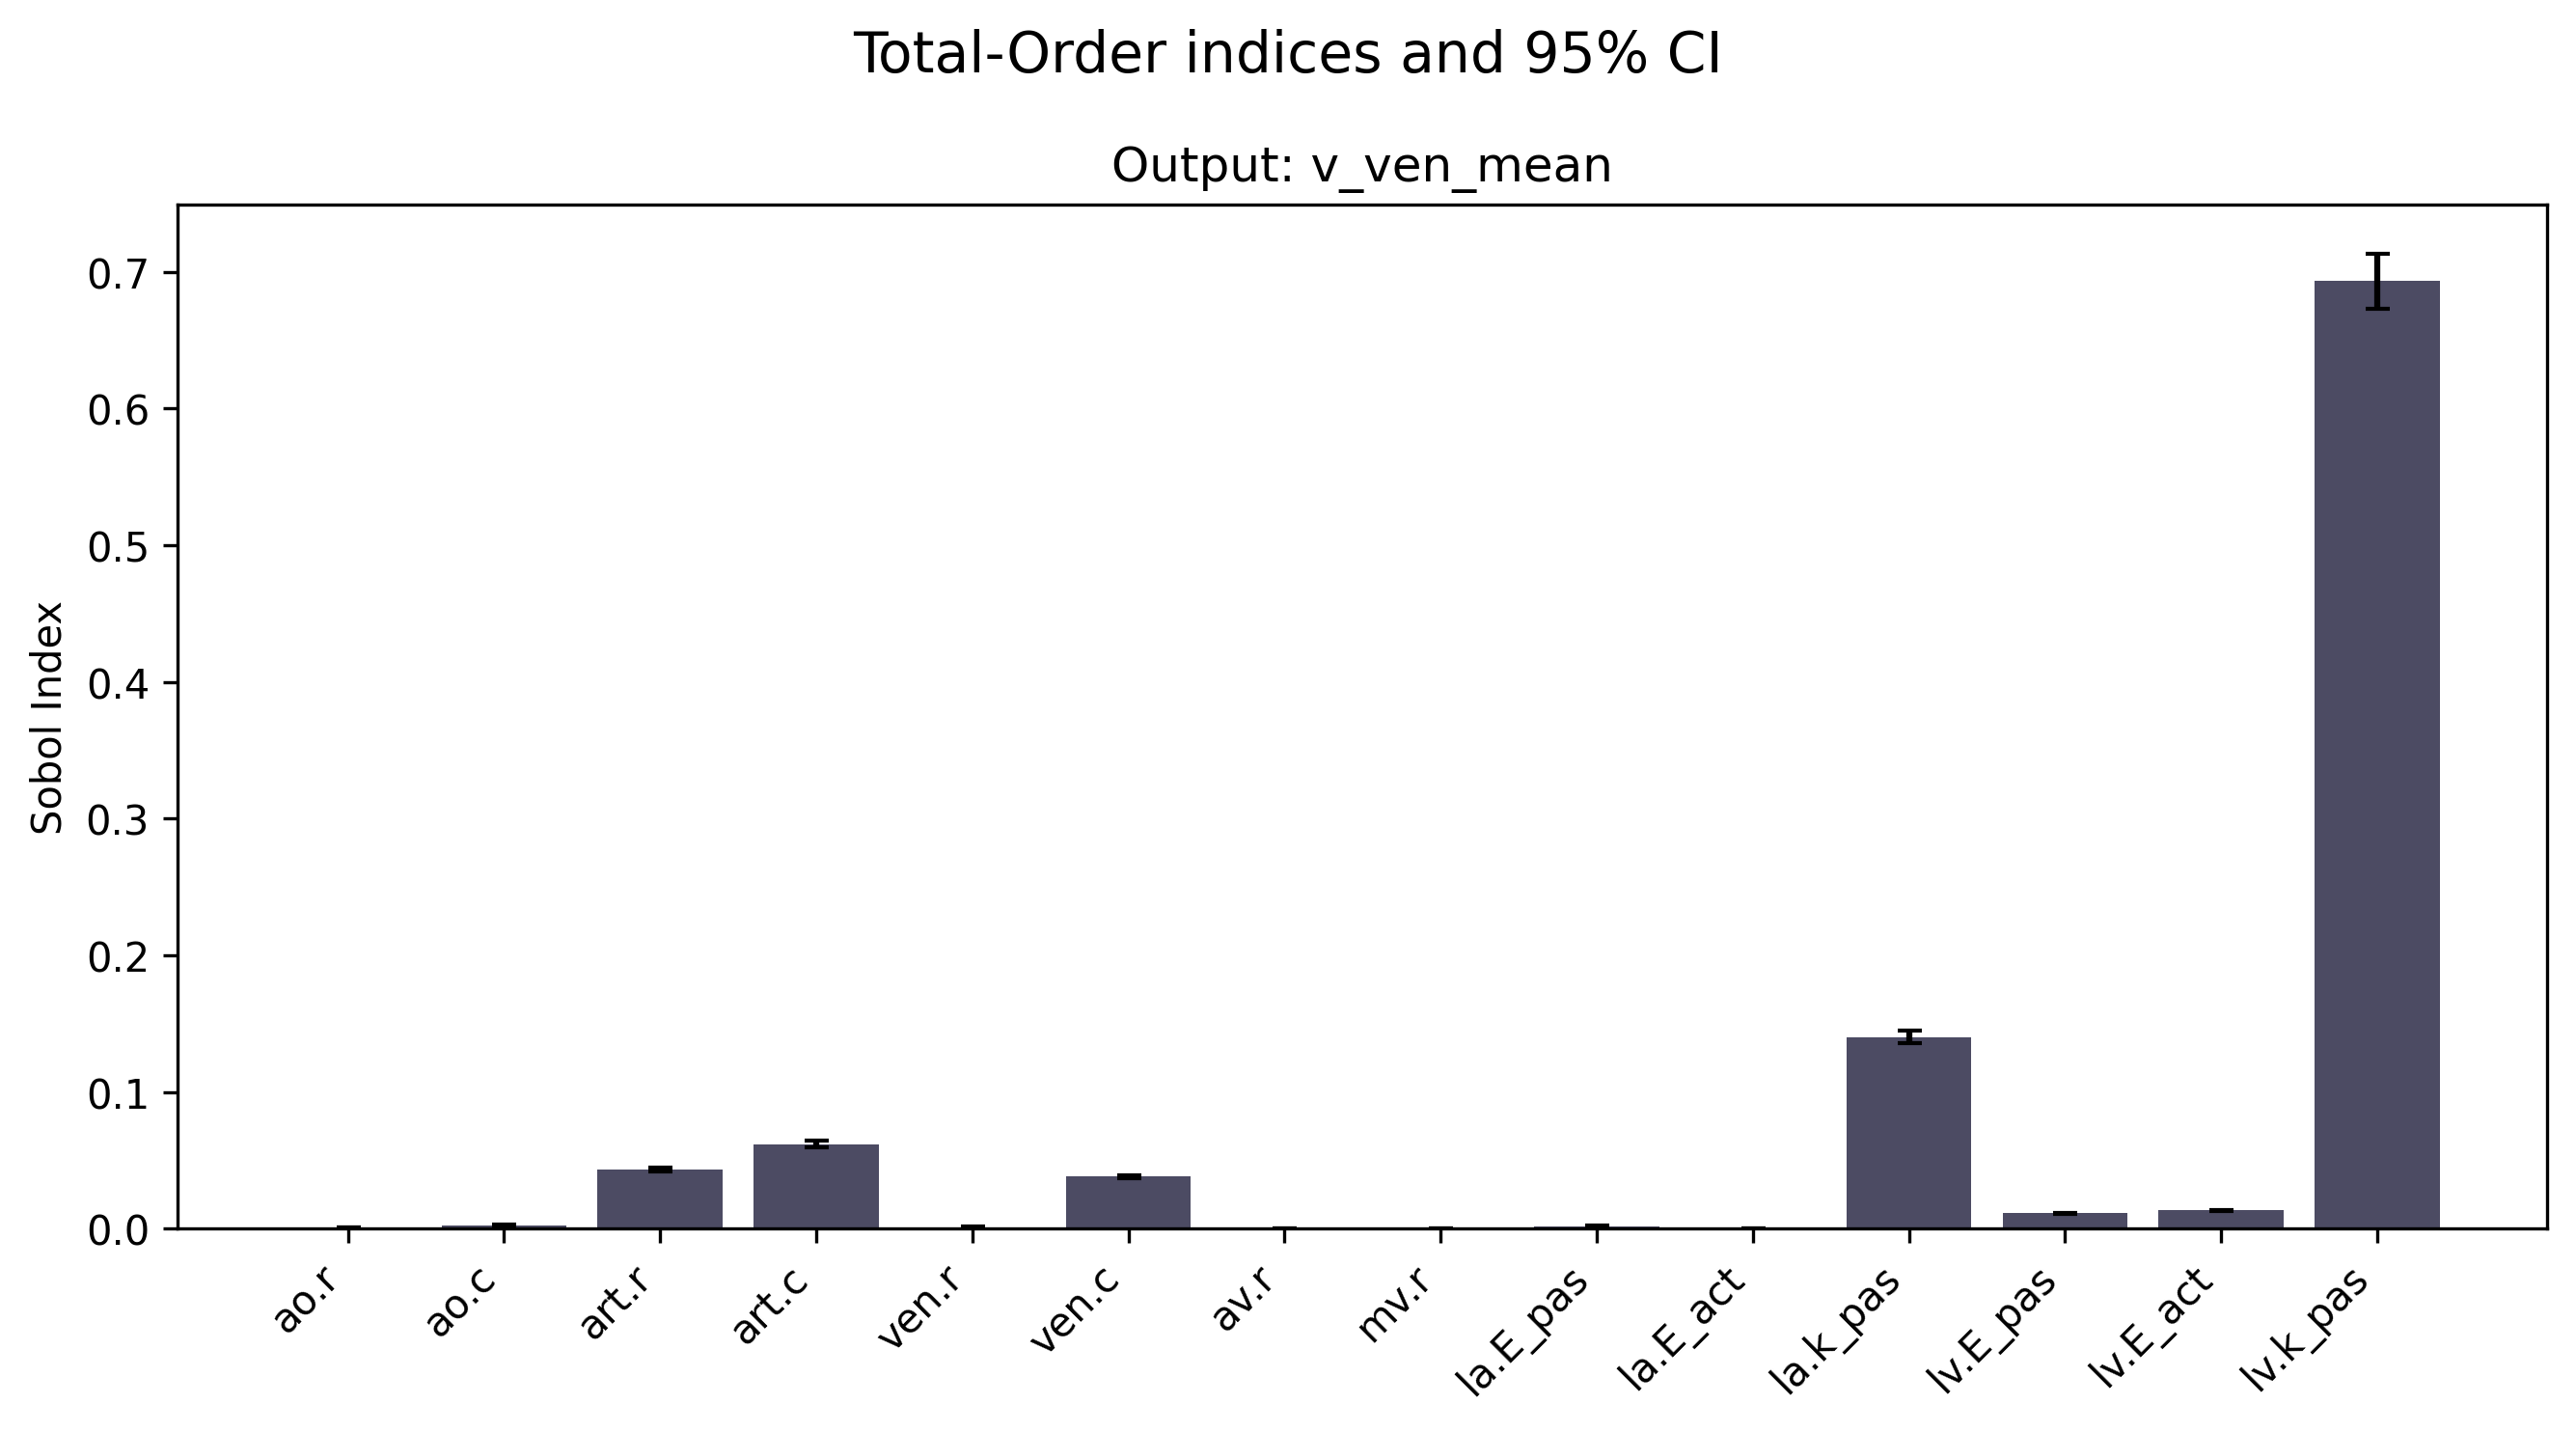 Total-Order indices and 95% CI
Output: v_ven_mean
Sobol Index
0.7
0.6
0.5
0.4
0.3
0.2
0.1
0.0
ao.r
ao.c
art.r
art.c
ven.r
ven.c
av.r
mv.r
la.E_pas
la.E_act
la.k_pas
lv.E_pas
lv.E_act
lv.k_pas